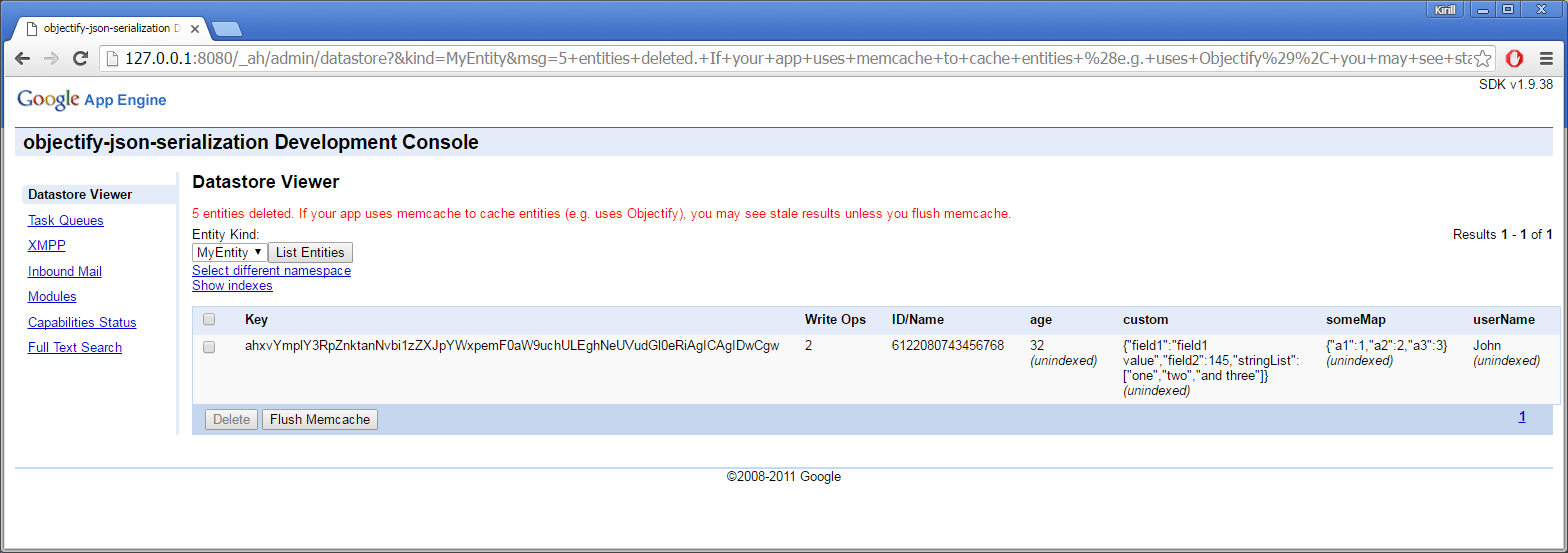 Kirill
objectify-json-serialization D
127.0.0.1:8080/_ah/admin/datastore?&kind=MyEntity&msg=5+entities+deleted.+If+your+app+uses+memcache+to+cache+entities+%28e.g.+uses+Objectify%29%2C+you+may+see+sta
SDK v1.9.38
Google App Engine
objectify-json-serialization Development Console
Datastore Viewer
Task Queues
XMPP
Inbound Mail
Modules
Capabilities Status
Full Text Search
Datastore Viewer
5 entities deleted. If your app uses memcache to cache entities (e.g. uses Objectify), you may see stale results unless you flush memcache.
Entity Kind:
Results 1 - 1 of 1
MyEntity List Entities
Select different namespace
Show indexes
Key Write Ops ID/Name age custom someMap userName
ahxvYmplY3RpZnktanNvbi1zZXJpYWxpemF0aW9uchULEghNeUVudGl0eRiAgICAgIDwCgw 2 6122080743456768 32 {"field1":"field1 {"a1":1,"a2":2,"a3":3} John
(unindexed) value","field2":145,"stringList": (unindexed) (unindexed)
["one","two","and three"]}
(unindexed)
Delete Flush Memcache 1
©2008-2011 Google